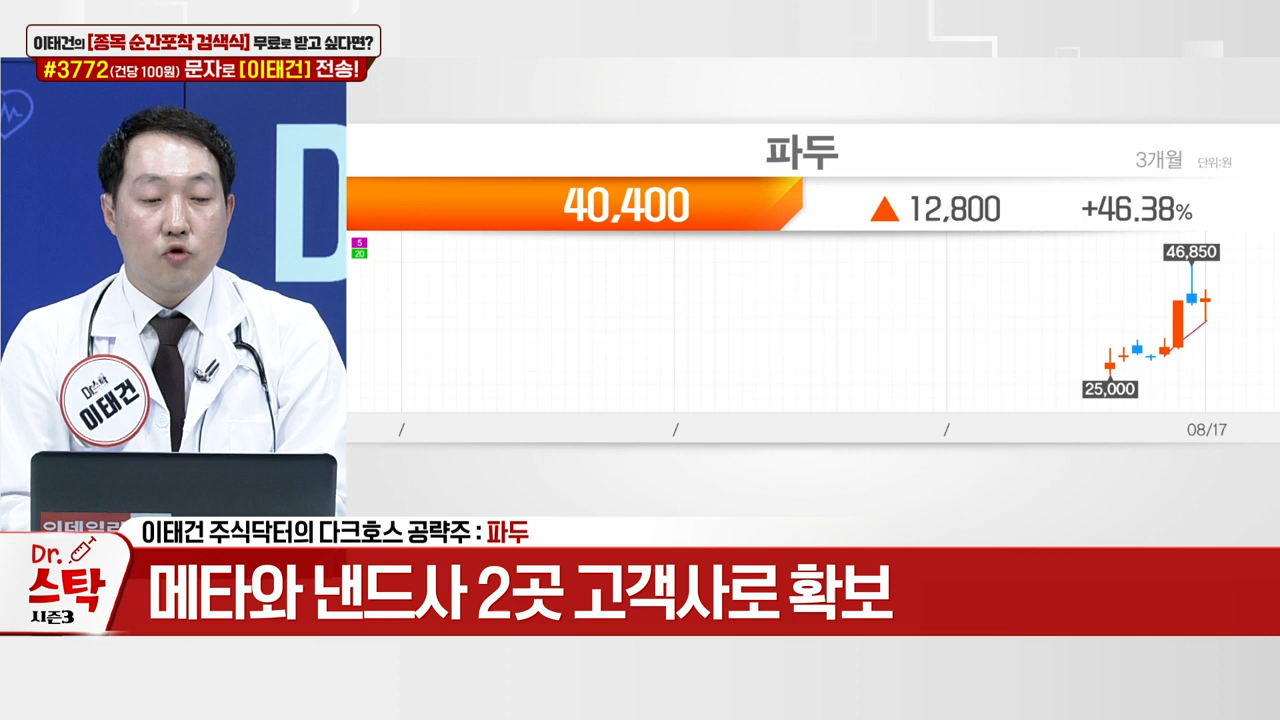 이태건의 [종목 순간포착 검색식] 무료로 받고 싶다면?
#3772(건당 100원) 문자로 [이태건] 전송!
D
파두
3개월 단위:원
40,400 ▲ 12,800 +46.38%
5
20
46,850
25,000
/ / / 08/17
Dr.스탁
이태건
이데일리
이태건 주식닥터의 다크호스 공략주 : 파두
Dr.
스탁
시즌3
메타와 낸드사 2곳 고객사로 확보